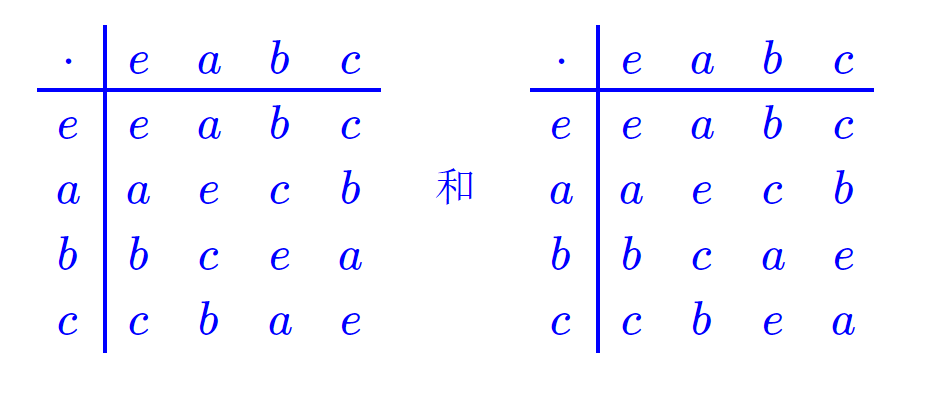 · e a b c · e a b c
e e a b c e e a b c
a a e c b 和 a a e c b
b b c e a b b c a e
c c b a e c c b e a